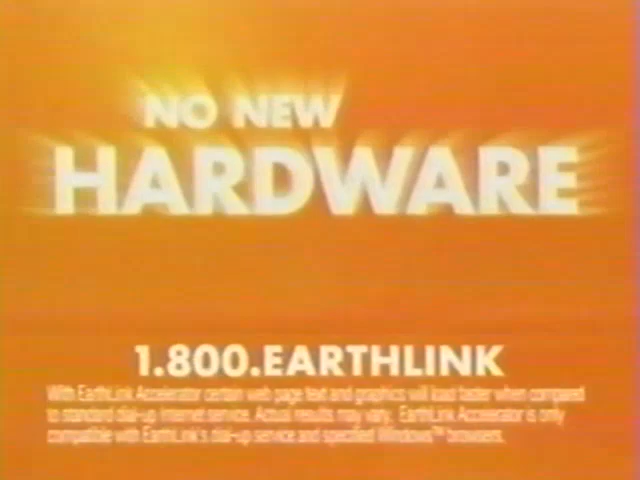 NO NEW
HARDWARE
1.800.EARTHLINK
With EarthLink Accelerator certain web page text and graphics will load faster when compared
to standard dial-up Internet service. Actual results may vary. EarthLink Accelerator is only
compatible with EarthLink's dial-up service and specified Windows™ browsers.